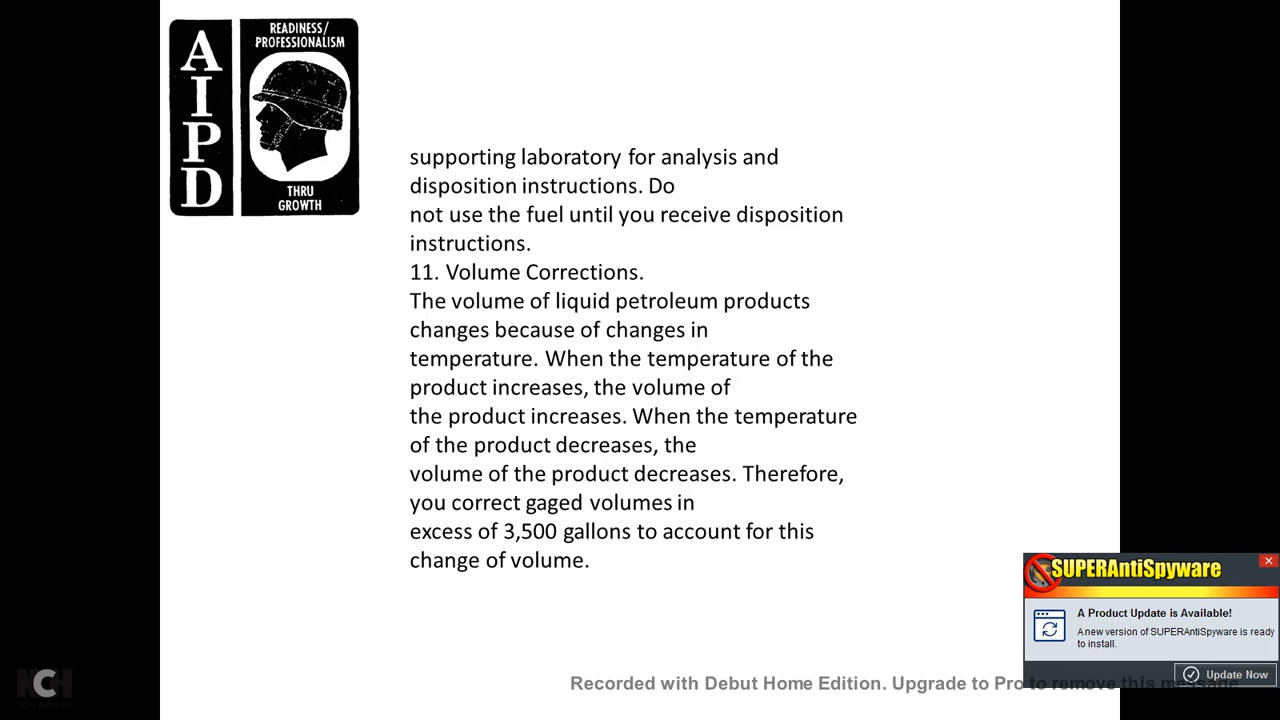 AIPD
READINESS/
PROFESSIONALISM
THRU
GROWTH
supporting laboratory for analysis and
disposition instructions. Do
not use the fuel until you receive disposition
instructions.
11. Volume Corrections.
The volume of liquid petroleum products
changes because of changes in
temperature. When the temperature of the
product increases, the volume of
the product increases. When the temperature
of the product decreases, the
volume of the product decreases. Therefore,
you correct gaged volumes in
excess of 3,500 gallons to account for this
change of volume.
SUPERAntiSpyware
A Product Update is Available!
A new version of SUPERAntiSpyware is ready
to install.
Update Now
NCH
NCH Software
Recorded with Debut Home Edition. Upgrade to Pro to remove this message